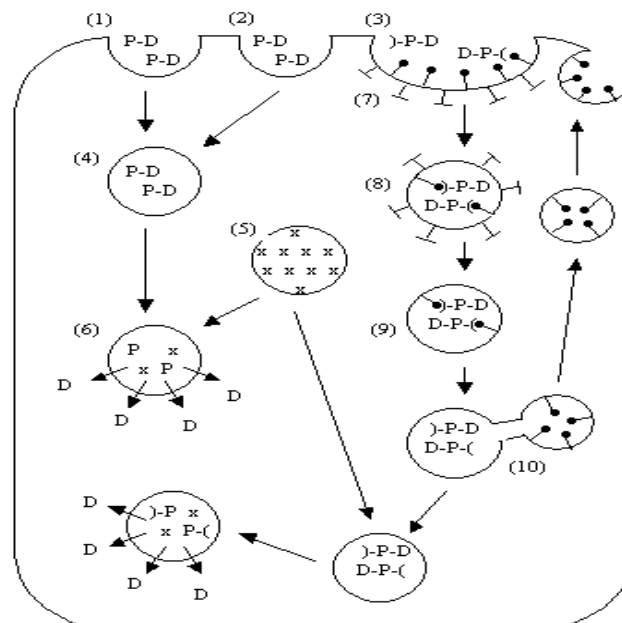 (1)
(2)
(3)
P-D
P-D
P-D
P-D
)-P-D
D-P-(
(7)
(4)
P-D
P-D
(8)
)-P-D
D-P-(
(5)
x
x x x x
x x x x
x
(6)
P x
x P
D
D
D
D
(9)
)-P-D
D-P-(
)-P-D
D-P-(
(10)
)-P x
x P-(
D
D
D
D
)-P-D
D-P-(